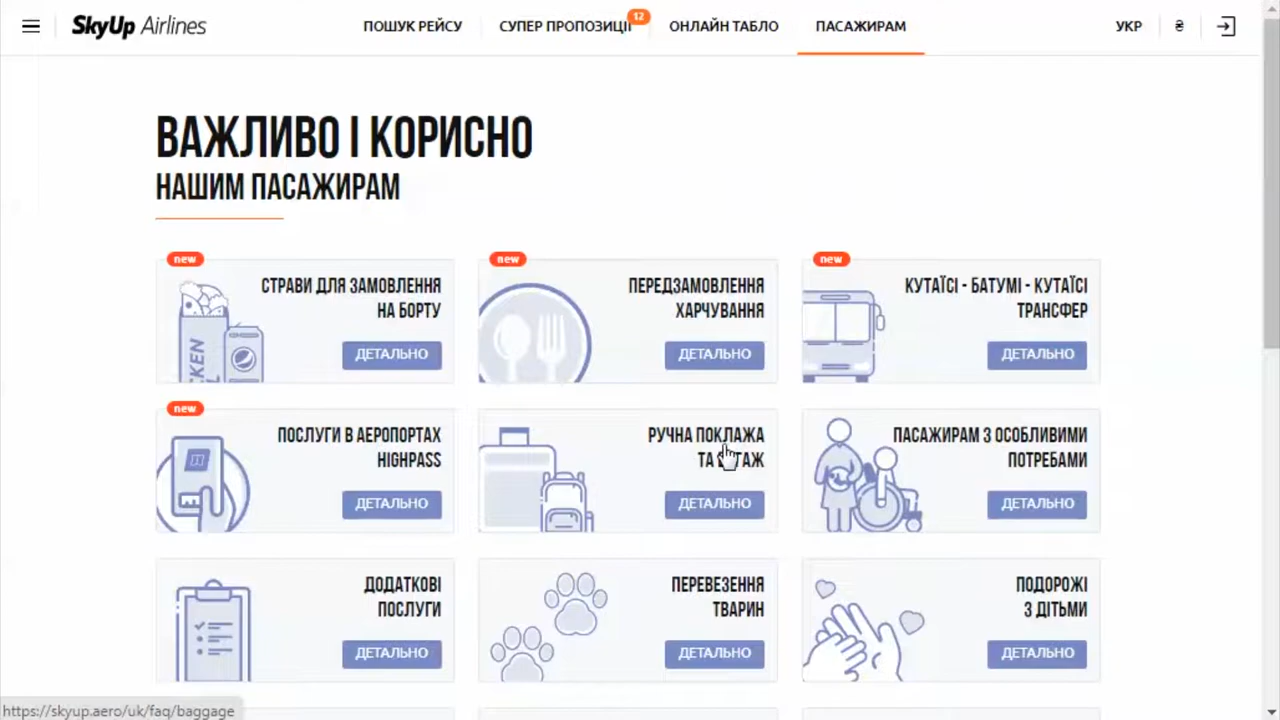 SkyUp Airlines
ПОШУК РЕЙСУ
СУПЕР ПРОПОЗИЦІЇ
12
ОНЛАЙН ТАБЛО
ПАСАЖИРАМ
УКР
₴
ВАЖЛИВО І КОРИСНО
НАШИМ ПАСАЖИРАМ
new
СТРАВИ ДЛЯ ЗАМОВЛЕННЯ
НА БОРТУ
ДЕТАЛЬНО
new
ПЕРЕДЗАМОВЛЕННЯ
ХАРЧУВАННЯ
ДЕТАЛЬНО
new
КУТАЇСІ - БАТУМІ - КУТАЇСІ
ТРАНСФЕР
ДЕТАЛЬНО
new
ПОСЛУГИ В АЕРОПОРТАХ
HIGHPASS
ДЕТАЛЬНО
РУЧНА ПОКЛАЖА
ТА
ДЕТАЛЬНО
ПАСАЖИРАМ З ОСОБЛИВИМИ
ПОТРЕБАМИ
ДЕТАЛЬНО
ДОДАТКОВІ
ПОСЛУГИ
ДЕТАЛЬНО
ПЕРЕВЕЗЕННЯ
ТВАРИН
ДЕТАЛЬНО
ПОДОРОЖІ
З ДІТЬМИ
ДЕТАЛЬНО
https://skyup.aero/uk/faq/baggage